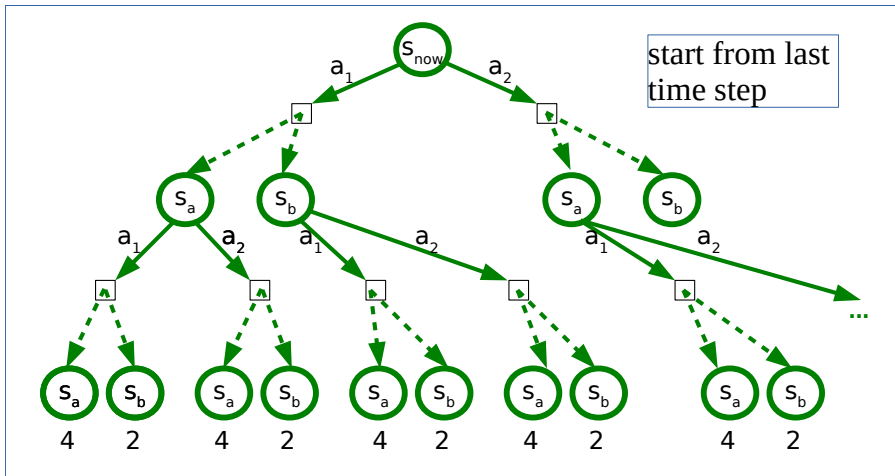 s_now
start from last
time step
a_1 a_2
s_a s_b s_a s_b
a_1 a_2 a_1 a_2 a_1 a_2
...
s_a s_b s_a s_b s_a s_b s_a s_b s_a s_b
4 2 4 2 4 2 4 2 4 2